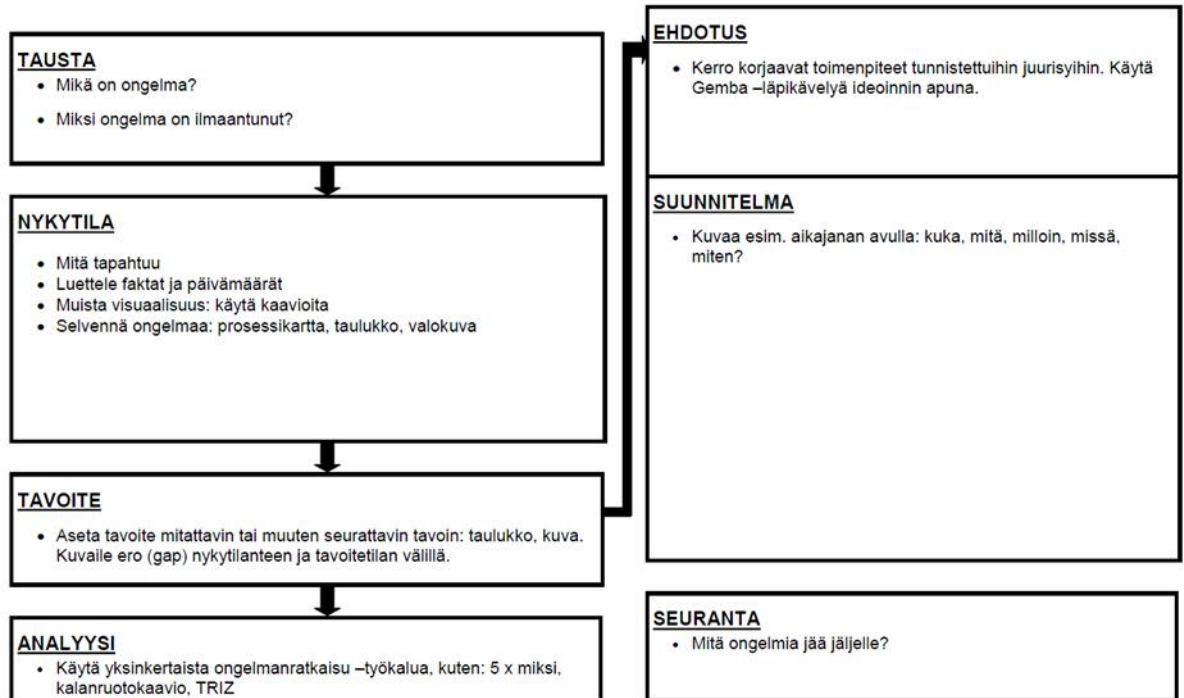 TAUSTA
• Mikä on ongelma?
• Miksi ongelma on ilmaantunut?
NYKYTILA
• Mitä tapahtuu
• Luettele faktat ja päivämäärät
• Muista visuaalisuus: käytä kaavioita
• Selvennä ongelmaa: prosessikartta, taulukko, valokuva
TAVOITE
• Aseta tavoite mitattavin tai muuten seurattavin tavoin: taulukko, kuva.
Kuvaile ero (gap) nykytilanteen ja tavoitetilan välillä.
ANALYYSI
• Käytä yksinkertaista ongelmanratkaisu –työkalua, kuten: 5 x miksi,
kalanruotokaavio, TRIZ
EHDOTUS
• Kerro korjaavat toimenpiteet tunnistettuihin juurisyihin. Käytä
Gemba –läpikävelyä ideoinnin apuna.
SUUNNITELMA
• Kuvaa esim. aikajanan avulla: kuka, mitä, milloin, missä,
miten?
SEURANTA
• Mitä ongelmia jää jäljelle?